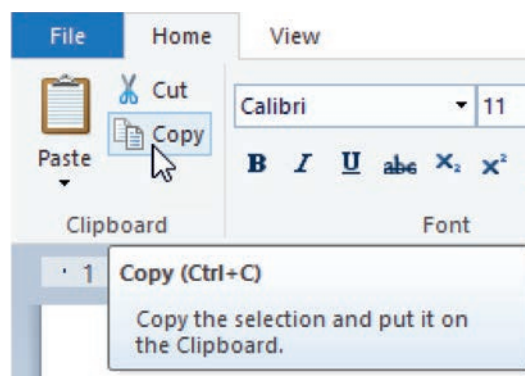 File Home View
Cut
Calibri 11
Copy
Paste
B I U abc X₂ X²
Clipboard Font
1
Copy (Ctrl+C)
Copy the selection and put it on
the Clipboard.